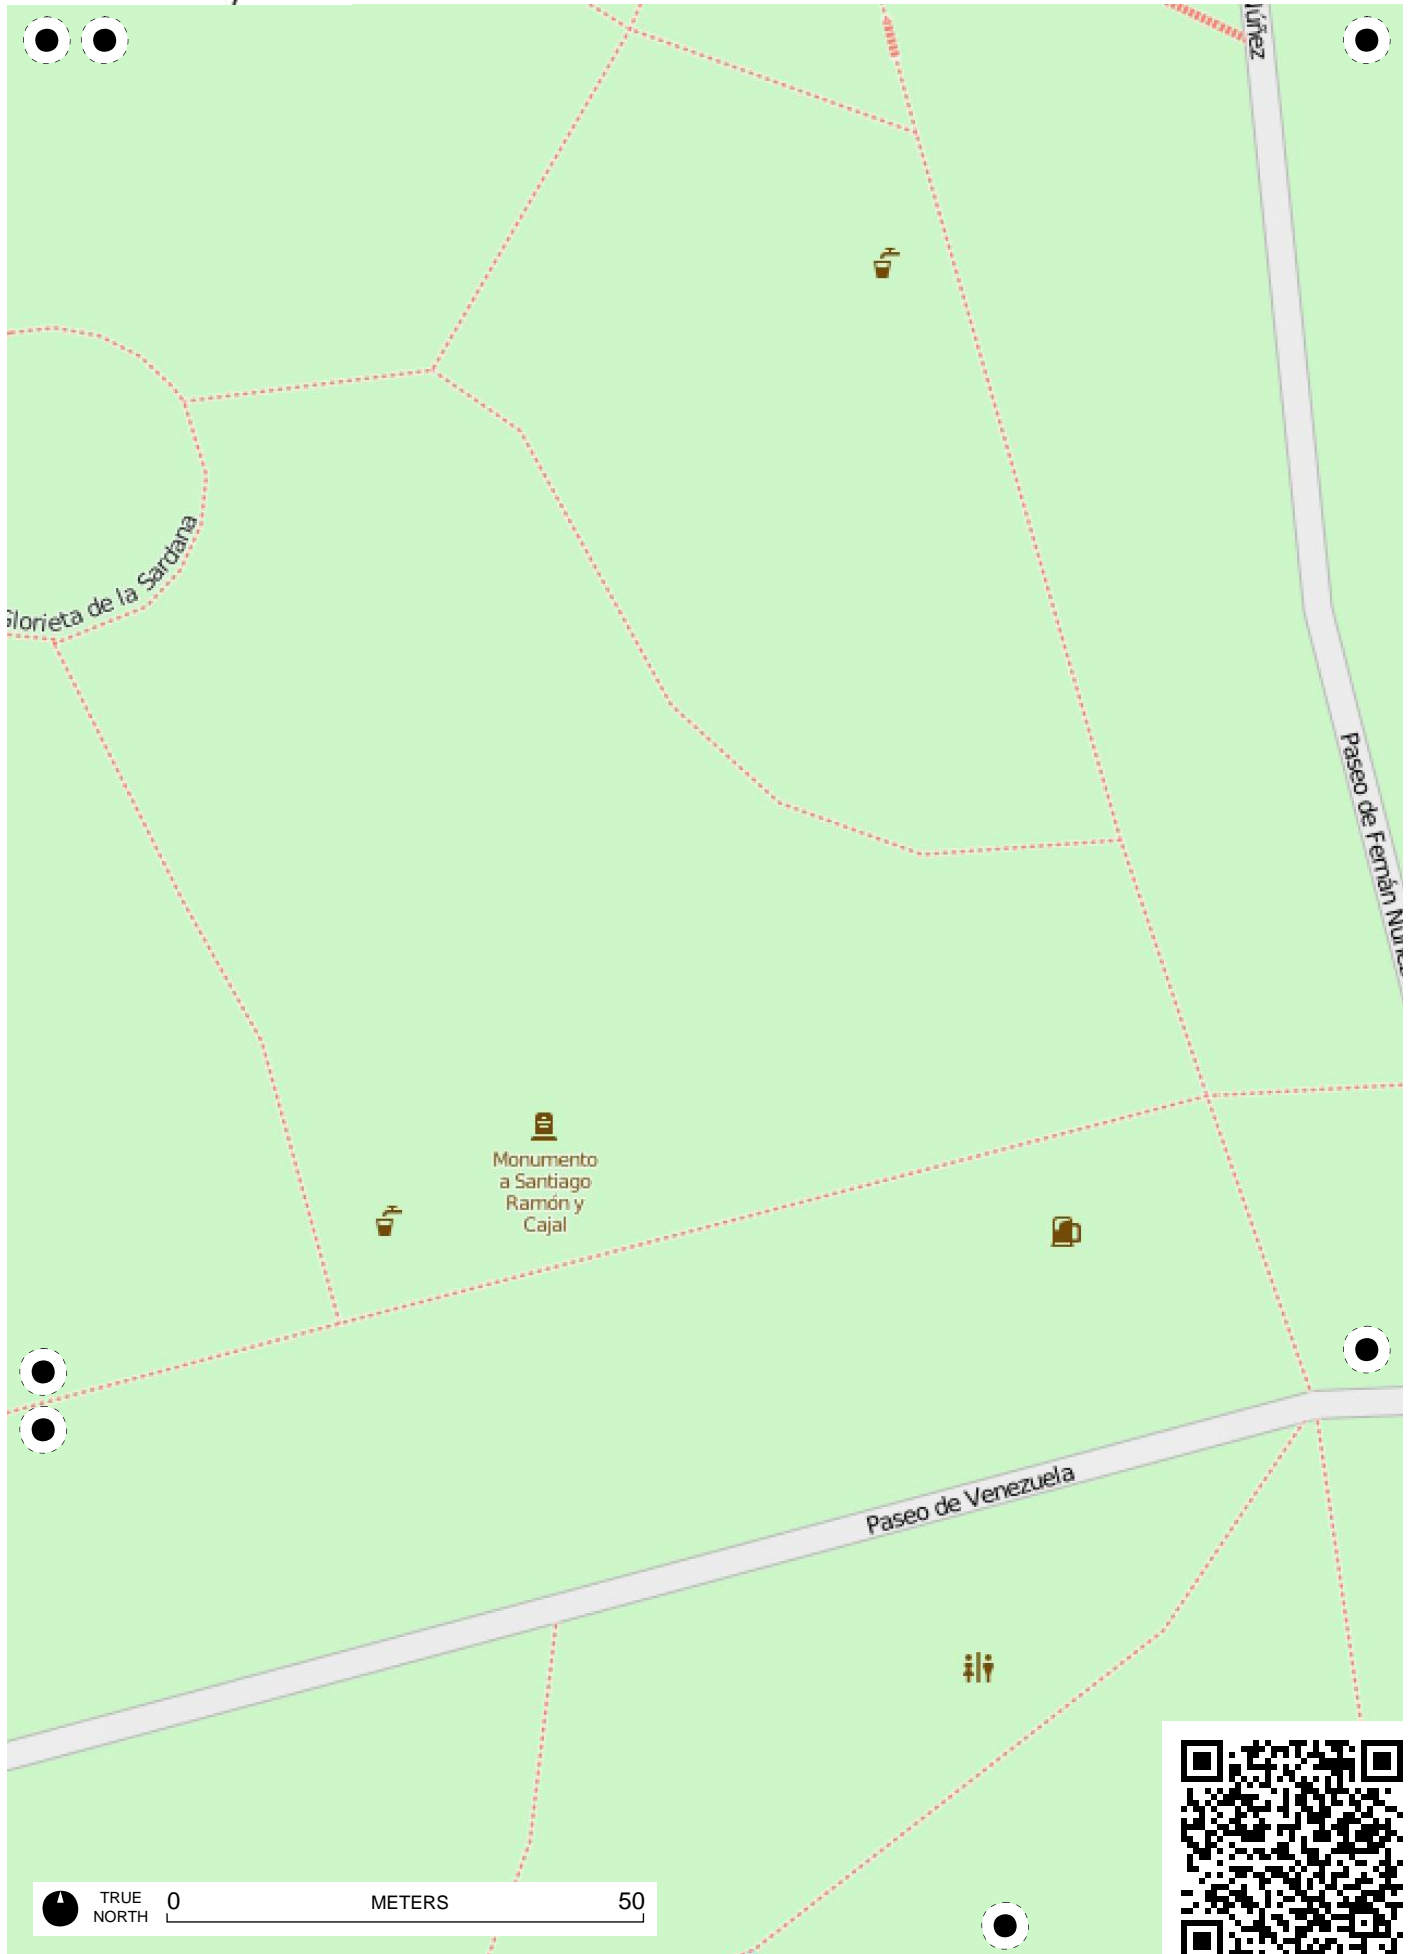 úñez
Glorieta de la Sardana
Paseo de Fernán Núñez
Monumento
a Santiago
Ramón y
Cajal
Paseo de Venezuela
TRUE
NORTH
0 METERS 50